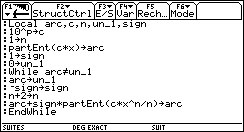 F1▾ F2▾ StructCtrl F3▾ E/S F4▾ Var F5 Rech… F6▾ Mode
:Local arc,c,n,un_1,sign
:10^p→c
:1→n
:partEnt(c*x)→arc
:1→sign
:0→un_1
:While arc≠un_1
:arc→un_1
:⁻sign→sign
:n+2→n
:arc+sign*partEnt(c*x^n/n)→arc
:EndWhile
SUITES DEG EXACT SUIT